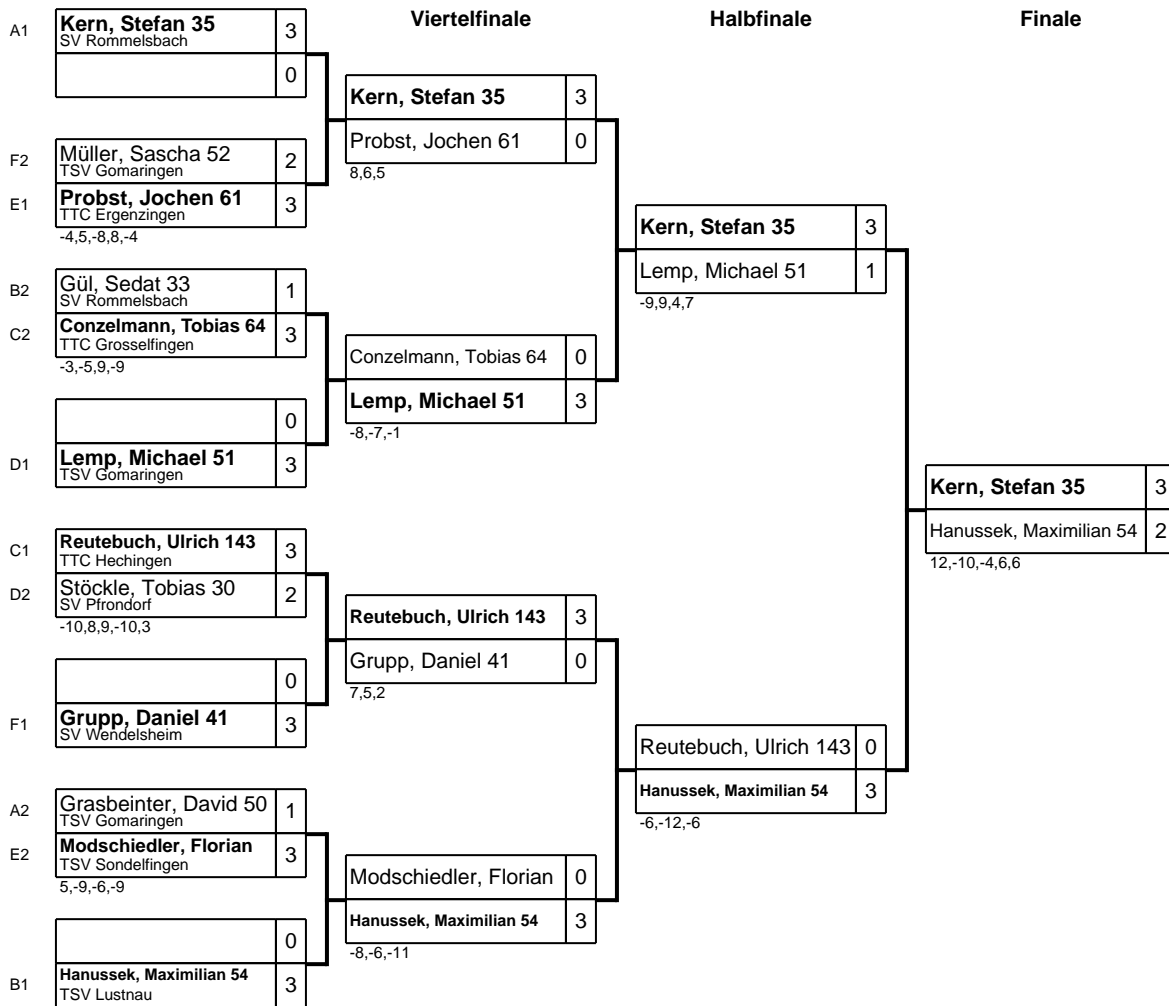 Viertelfinale
Halbfinale
Finale
A1
Kern, Stefan 35
SV Rommelsbach
3
0
F2
Müller, Sascha 52
TSV Gomaringen
2
E1
Probst, Jochen 61
TTC Ergenzingen
3
-4,5,-8,8,-4
B2
Gül, Sedat 33
SV Rommelsbach
1
C2
Conzelmann, Tobias 64
TTC Grosselfingen
3
-3,-5,9,-9
0
D1
Lemp, Michael 51
TSV Gomaringen
3
C1
Reutebuch, Ulrich 143
TTC Hechingen
3
D2
Stöckle, Tobias 30
SV Pfrondorf
2
-10,8,9,-10,3
0
F1
Grupp, Daniel 41
SV Wendelsheim
3
A2
Grasbeinter, David 50
TSV Gomaringen
1
E2
Modschiedler, Florian
TSV Sondelfingen
3
5,-9,-6,-9
0
B1
Hanussek, Maximilian 54
TSV Lustnau
3
Kern, Stefan 35
3
Probst, Jochen 61
0
8,6,5
Conzelmann, Tobias 64
0
Lemp, Michael 51
3
-8,-7,-1
Reutebuch, Ulrich 143
3
Grupp, Daniel 41
0
7,5,2
Modschiedler, Florian
0
Hanussek, Maximilian 54
3
-8,-6,-11
Kern, Stefan 35
3
Lemp, Michael 51
1
-9,9,4,7
Reutebuch, Ulrich 143
0
Hanussek, Maximilian 54
3
-6,-12,-6
Kern, Stefan 35
3
Hanussek, Maximilian 54
2
12,-10,-4,6,6